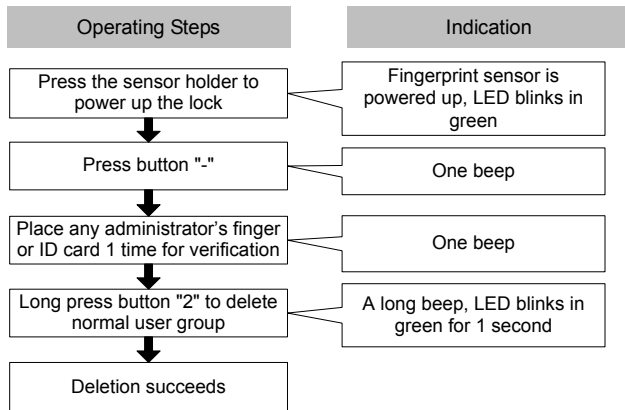 Operating Steps
Indication
Press the sensor holder to
power up the lock
Fingerprint sensor is
powered up, LED blinks in
green
Press button "-"
One beep
Place any administrator's finger
or ID card 1 time for verification
One beep
Long press button "2" to delete
normal user group
A long beep, LED blinks in
green for 1 second
Deletion succeeds